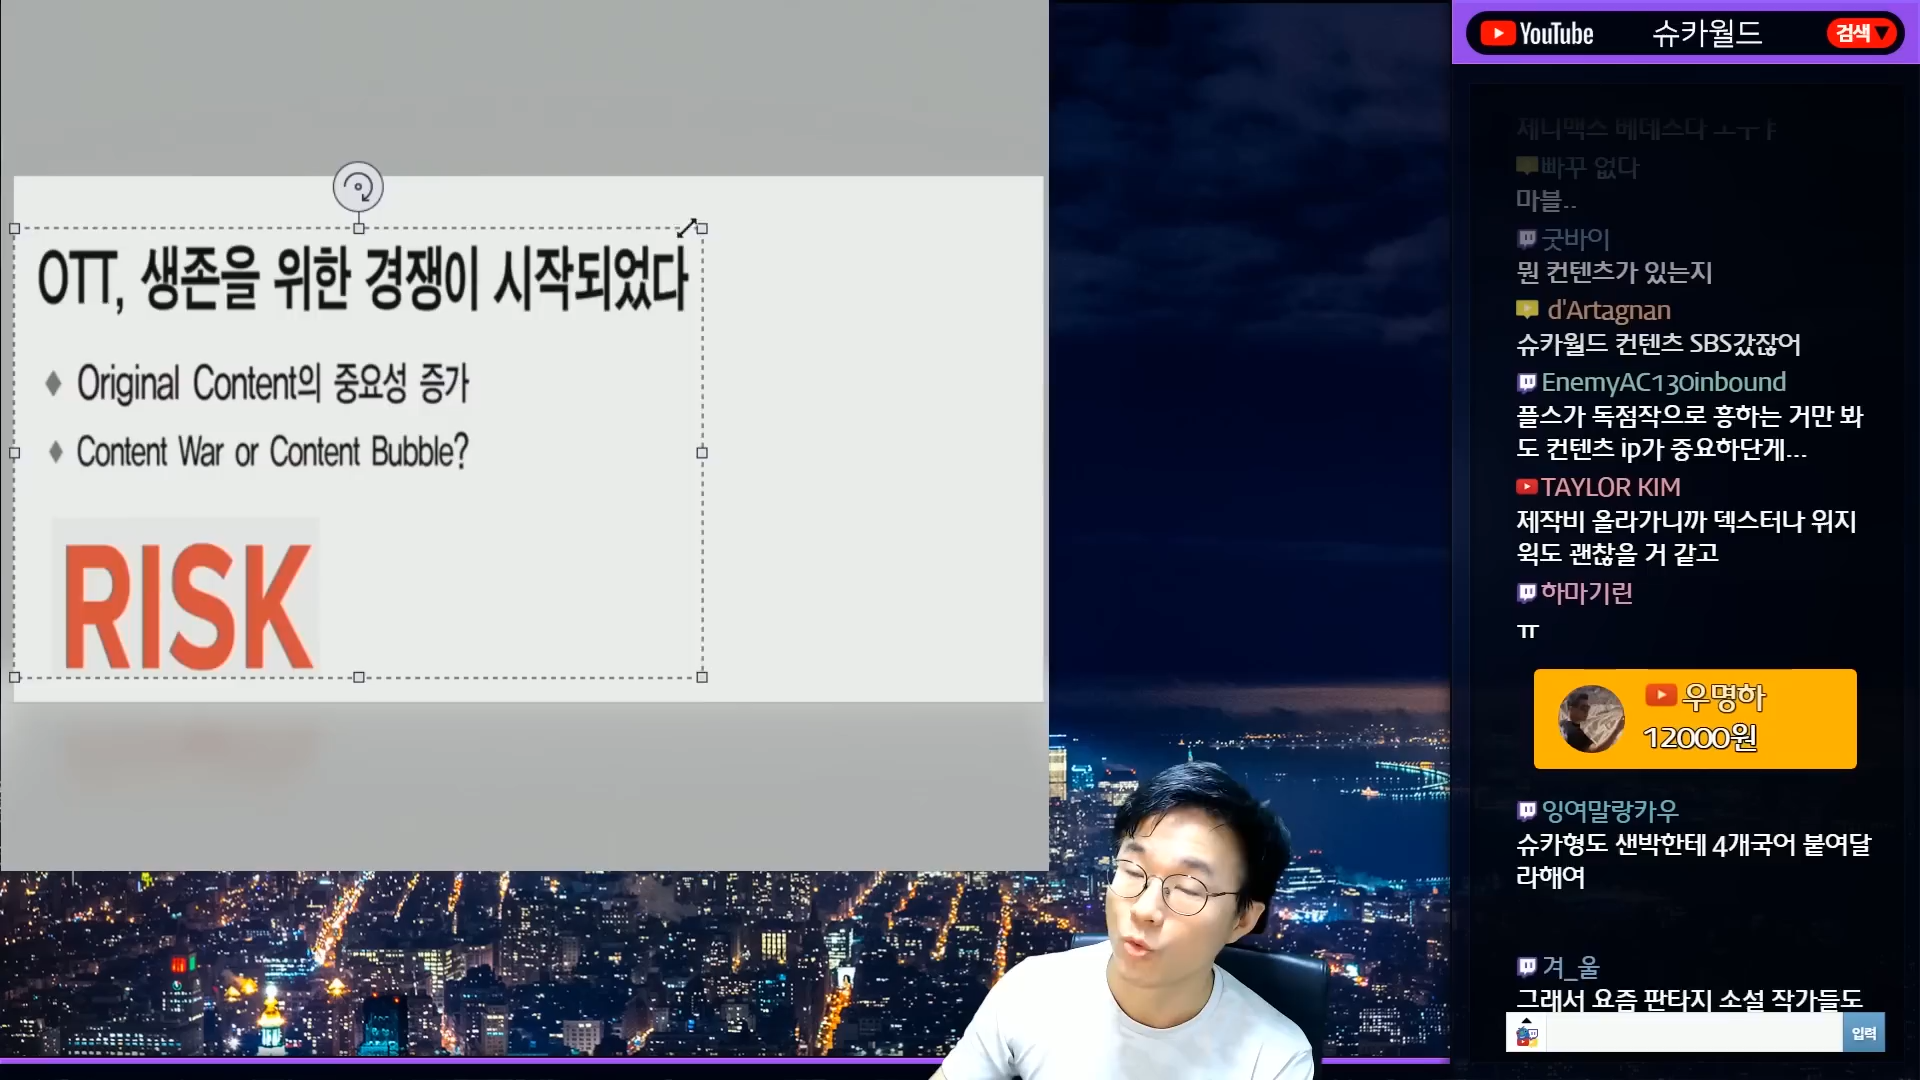 OTT, 생존을 위한 경쟁이 시작되었다
Original Content의 중요성 증가
Content War or Content Bubble?
RISK
YouTube 슈카월드 검색▼
빠꾸 없다
마블..
굿바이
뭔 컨텐츠가 있는지
d'Artagnan
슈카월드 컨텐츠 SBS갔잖어
EnemyAC130inbound
플스가 독점작으로 흥하는 거만 봐
도 컨텐츠 ip가 중요하단게...
TAYLOR KIM
제작비 올라가니까 덱스터나 위지
윅도 괜찮을 거 같고
하마기린
ㅠ
우명하
12000원
잉여말랑카우
슈카형도 샌박한테 4개국어 붙여달
라해여
겨_울
그래서 요즘 판타지 소설 작가들도
입력